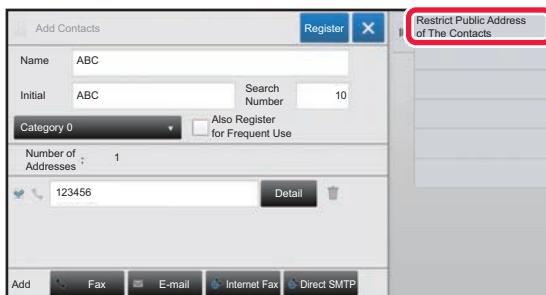 Add Contacts
Register
Restrict Public Address
of The Contacts
Name
ABC
Initial
ABC
Search
Number
10
Category 0
Also Register
for Frequent Use
Number of
Addresses
:
1
123456
Detail
Add
Fax
E-mail
Internet Fax
Direct SMTP